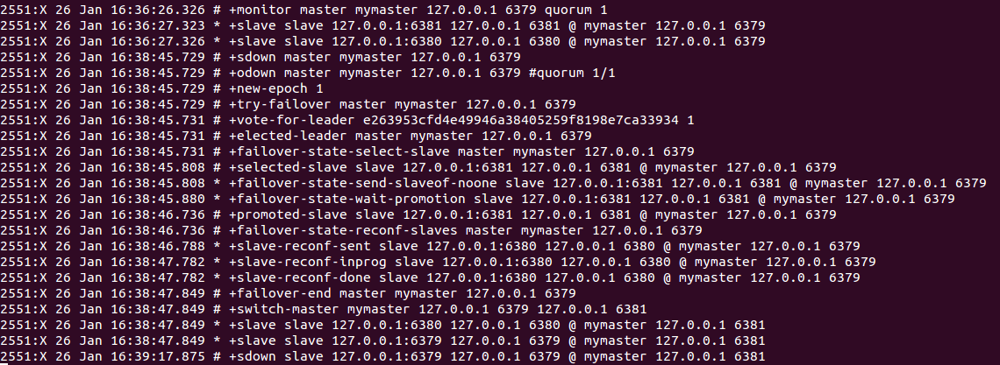 2551:X 26 Jan 16:36:26.326 # +monitor master mymaster 127.0.0.1 6379 quorum 1
2551:X 26 Jan 16:36:27.323 * +slave slave 127.0.0.1:6381 127.0.0.1 6381 @ mymaster 127.0.0.1 6379
2551:X 26 Jan 16:36:27.326 * +slave slave 127.0.0.1:6380 127.0.0.1 6380 @ mymaster 127.0.0.1 6379
2551:X 26 Jan 16:38:45.729 # +sdown master mymaster 127.0.0.1 6379
2551:X 26 Jan 16:38:45.729 # +odown master mymaster 127.0.0.1 6379 #quorum 1/1
2551:X 26 Jan 16:38:45.729 # +new-epoch 1
2551:X 26 Jan 16:38:45.729 # +try-failover master mymaster 127.0.0.1 6379
2551:X 26 Jan 16:38:45.731 # +vote-for-leader e263953cfd4e49946a38405259f8198e7ca33934 1
2551:X 26 Jan 16:38:45.731 # +elected-leader master mymaster 127.0.0.1 6379
2551:X 26 Jan 16:38:45.731 # +failover-state-select-slave master mymaster 127.0.0.1 6379
2551:X 26 Jan 16:38:45.808 # +selected-slave slave 127.0.0.1:6381 127.0.0.1 6381 @ mymaster 127.0.0.1 6379
2551:X 26 Jan 16:38:45.808 * +failover-state-send-slaveof-noone slave 127.0.0.1:6381 127.0.0.1 6381 @ mymaster 127.0.0.1 6379
2551:X 26 Jan 16:38:45.880 * +failover-state-wait-promotion slave 127.0.0.1:6381 127.0.0.1 6381 @ mymaster 127.0.0.1 6379
2551:X 26 Jan 16:38:46.736 # +promoted-slave slave 127.0.0.1:6381 127.0.0.1 6381 @ mymaster 127.0.0.1 6379
2551:X 26 Jan 16:38:46.736 # +failover-state-reconf-slaves master mymaster 127.0.0.1 6379
2551:X 26 Jan 16:38:46.788 * +slave-reconf-sent slave 127.0.0.1:6380 127.0.0.1 6380 @ mymaster 127.0.0.1 6379
2551:X 26 Jan 16:38:47.782 * +slave-reconf-inprog slave 127.0.0.1:6380 127.0.0.1 6380 @ mymaster 127.0.0.1 6379
2551:X 26 Jan 16:38:47.782 * +slave-reconf-done slave 127.0.0.1:6380 127.0.0.1 6380 @ mymaster 127.0.0.1 6379
2551:X 26 Jan 16:38:47.849 # +failover-end master mymaster 127.0.0.1 6379
2551:X 26 Jan 16:38:47.849 # +switch-master mymaster 127.0.0.1 6379 127.0.0.1 6381
2551:X 26 Jan 16:38:47.849 * +slave slave 127.0.0.1:6380 127.0.0.1 6380 @ mymaster 127.0.0.1 6381
2551:X 26 Jan 16:38:47.849 * +slave slave 127.0.0.1:6379 127.0.0.1 6379 @ mymaster 127.0.0.1 6381
2551:X 26 Jan 16:39:17.875 # +sdown slave 127.0.0.1:6379 127.0.0.1 6379 @ mymaster 127.0.0.1 6381